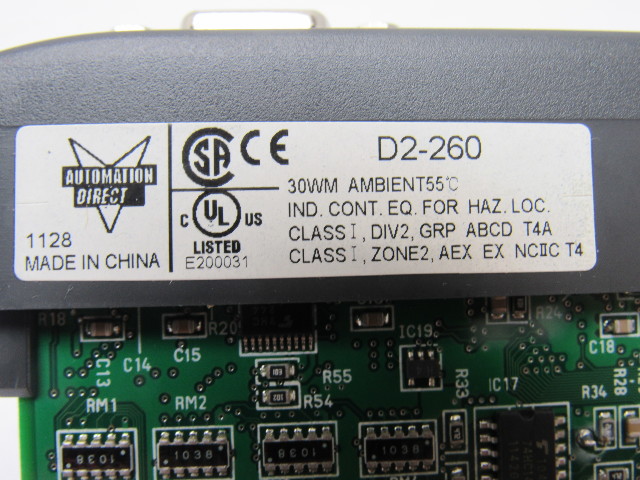 AUTOMATION
DIRECT
1128
MADE IN CHINA
SA
CE
C UL US
LISTED
E200031
D2-260
30WM AMBIENT55℃
IND. CONT. EQ. FOR HAZ. LOC.
CLASS Ⅰ, DIV2, GRP ABCD T4A
CLASS Ⅰ, ZONE2, AEX EX NCⅡC T4
R18
C13
C14
C15
R20
IC19
R24
C18
R55
R54
103
R33
IC17
R34
R28
RM1
RM2
1038
1038
1038
1038